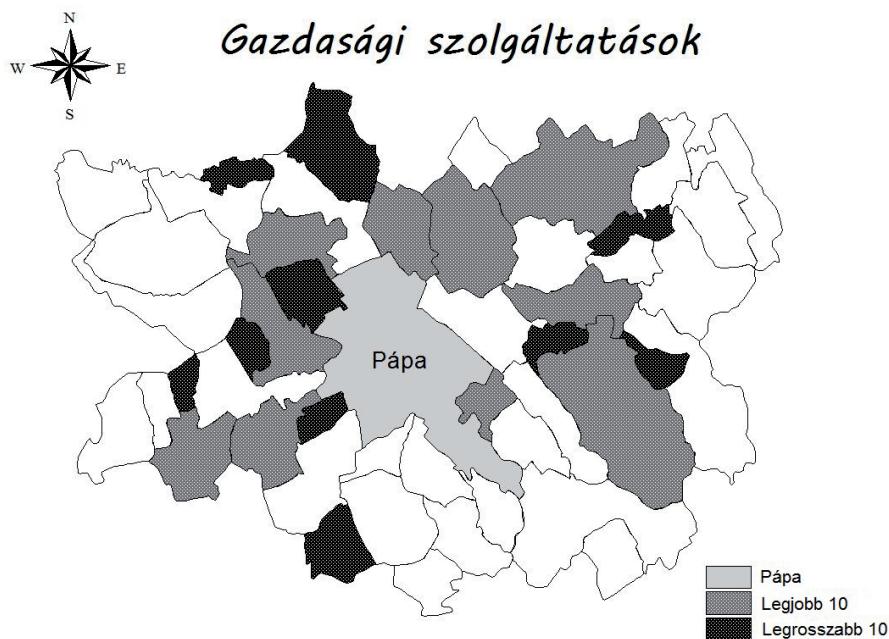 Gazdasági szolgáltatások
N
W E
S
Pápa
Pápa
Legjobb 10
Legrosszabb 10